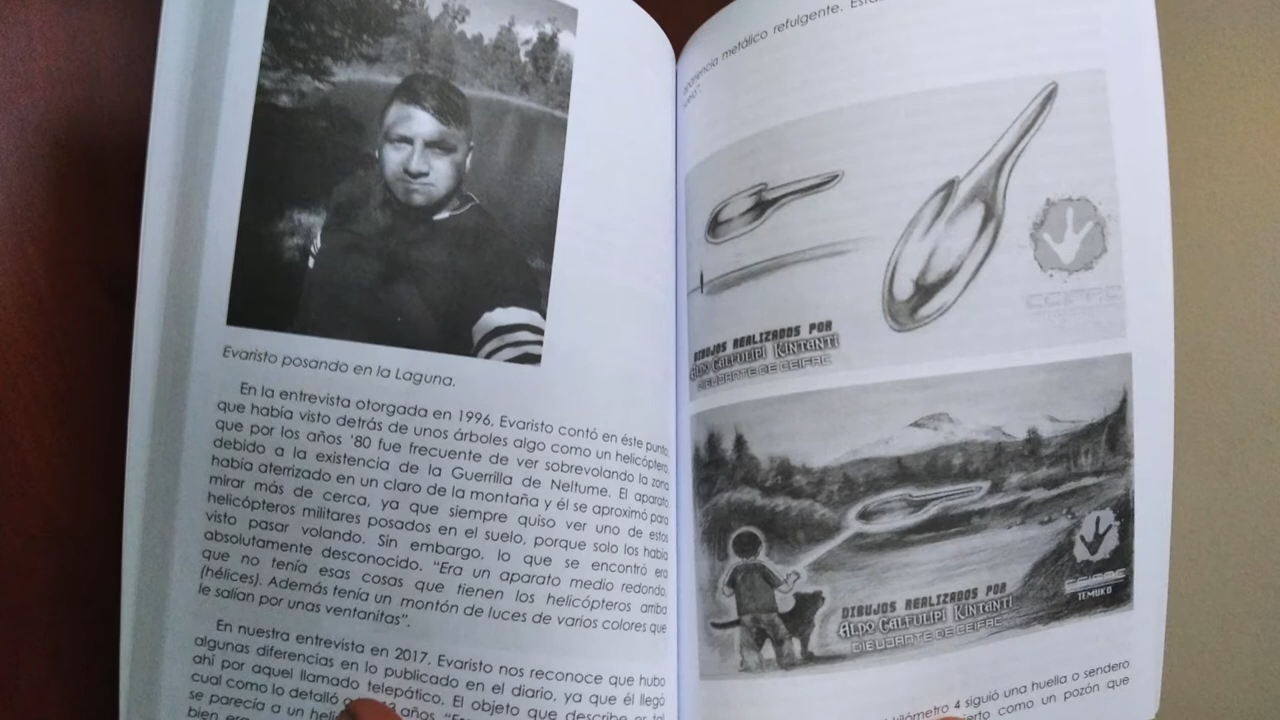 Evaristo posando en la Laguna.
En la entrevista otorgada en 1996, Evaristo contó en éste punto,
que había visto detrás de unos árboles algo como un helicóptero,
que por los años '80 fue frecuente de ver sobrevolando la zona
debido a la existencia de la Guerrilla de Neltume. El aparato
había aterrizado en un claro de la montaña y él se aproximó para
mirar más de cerca, ya que siempre quiso ver uno de estos
helicópteros militares posados en el suelo, porque solo los había
visto pasar volando. Sin embargo, lo que se encontró era
absolutamente desconocido. "Era un aparato medio redondo,
que no tenía esas cosas que tienen los helicópteros arriba
(hélices). Además tenía un montón de luces de varios colores que
le salían por unas ventanitas".
En nuestra entrevista en 2017, Evaristo nos reconoce que hubo
algunas diferencias en lo publicado en el diario, ya que él llegó
ahí por aquel llamado telepático. El objeto que describe es tal
cual como lo detalló años
se parecía a un
bien
apariencia metálico refulgente.
DIBUJOS REALIZADOS POR
ALDO CALFULIPI KINTANTI
DIBUJANTE DE CEIFAC
CEIFAC
DIBUJOS REALIZADOS POR
ALDO CALFULIPI KINTANTI
DIBUJANTE DE CEIFAC
CEIFAC
TEMUKO
kilómetro 4 siguió una huella o sendero
como un pozón que